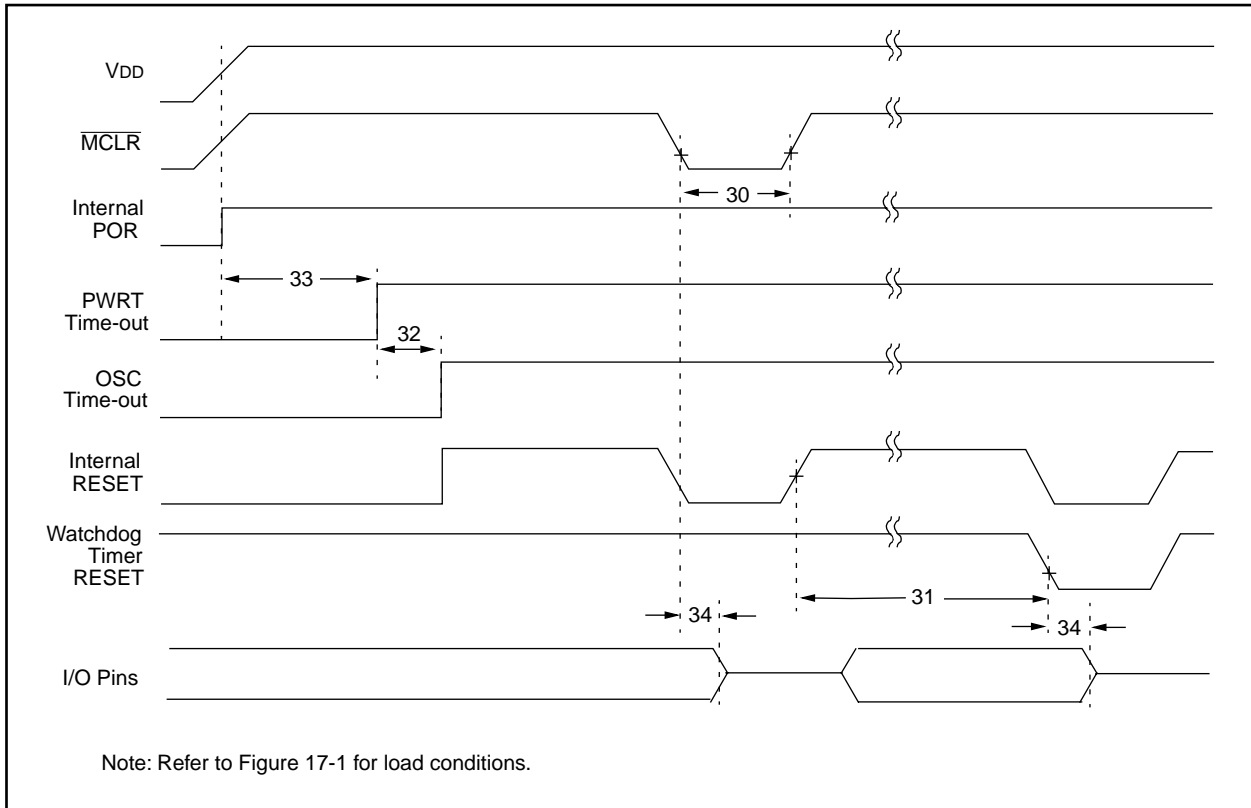 VDD
MCLR
30
Internal
POR
33
PWRT
Time-out
32
OSC
Time-out
Internal
RESET
Watchdog
Timer
RESET
31
34
34
I/O Pins
Note: Refer to Figure 17-1 for load conditions.